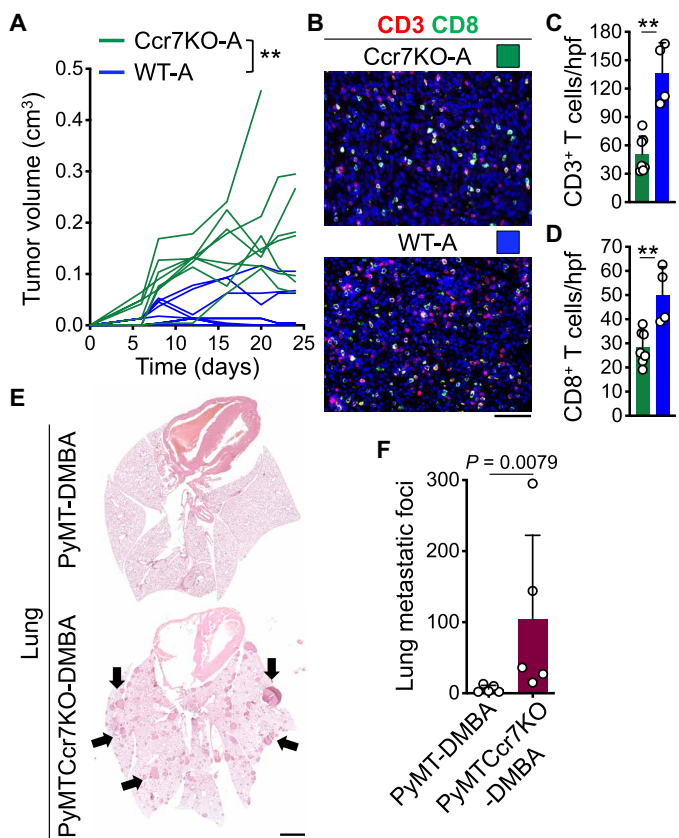 A
Ccr7KO-A
WT-A
**
Tumor volume (cm³)
0.5
0.4
0.3
0.2
0.1
0.0
0 5 10 15 20 25
Time (days)
B
CD3 CD8
Ccr7KO-A
WT-A
C
**
CD3⁺ T cells/hpf
180
150
120
90
60
30
0
D
**
CD8⁺ T cells/hpf
70
60
50
40
30
20
10
0
E
Lung
PyMT-DMBA
PyMTCcr7KO-DMBA
F
P = 0.0079
Lung metastatic foci
300
200
100
0
PyMT-DMBA
PyMTCcr7KO
-DMBA